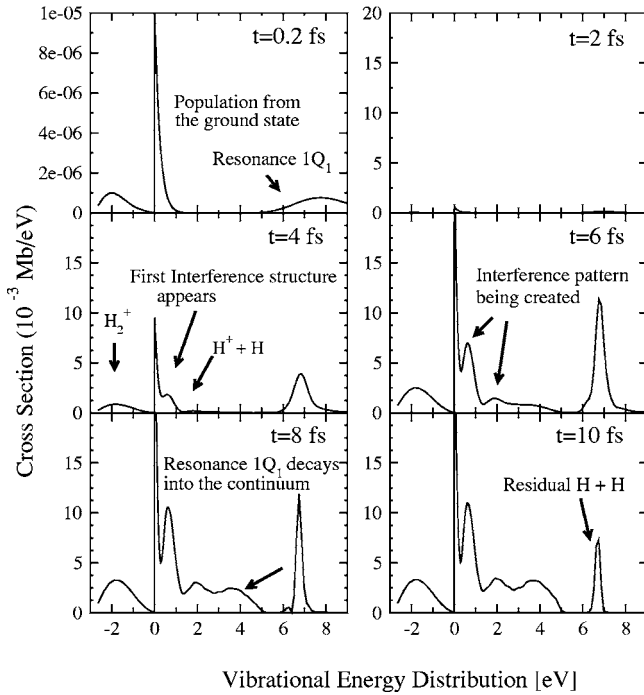 1e-05
8e-06
6e-06
4e-06
2e-06
t=0.2 fs
Population from
the ground state
Resonance 1Q1
20
15
10
5
0
t=2 fs
15
10
5
0
t=4 fs
First Interference structure
appears
H2+
H+ + H
15
10
5
0
t=6 fs
Interference pattern
being created
15
10
5
0
-2 0 2 4 6 8
t=8 fs
Resonance 1Q1 decays
into the continuum
15
10
5
0
-2 0 2 4 6 8
t=10 fs
Residual H + H
Cross Section (10-3 Mb/eV)
Vibrational Energy Distribution [eV]